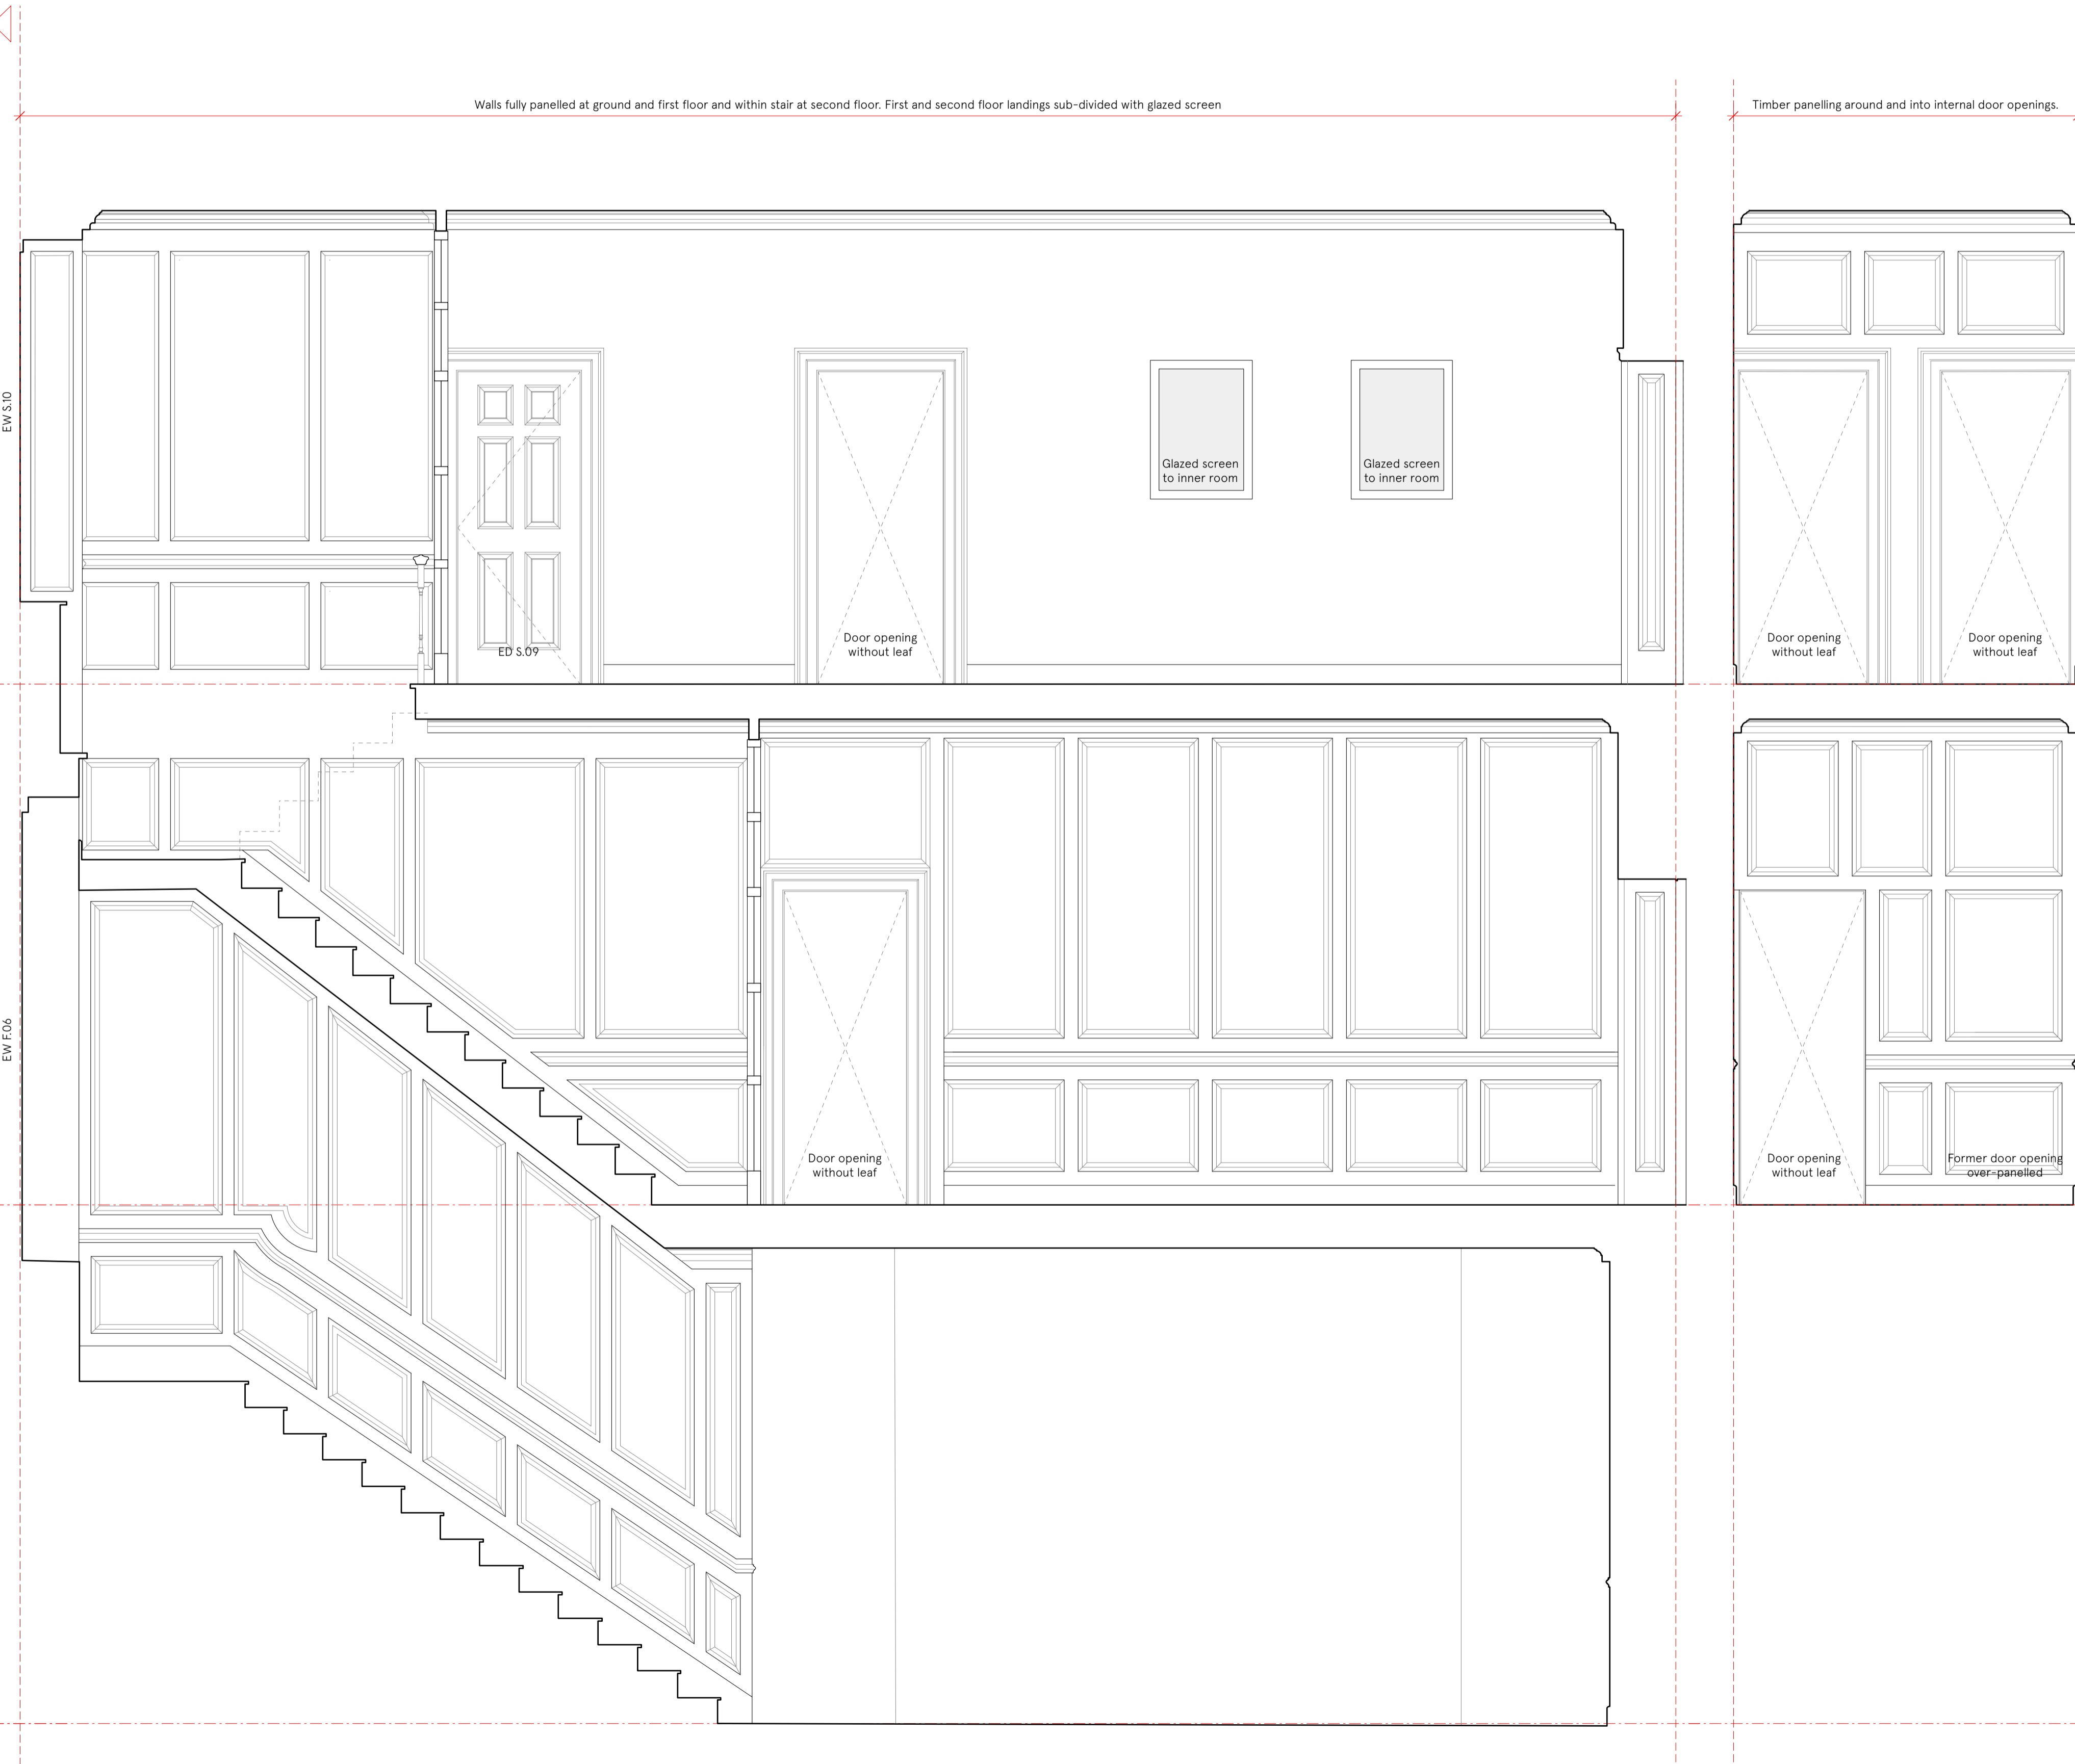 Walls fully panelled at ground and first floor and within stair at second floor. First and second floor landings sub-divided with glazed screen
Timber panelling around and into internal door openings.
EW S.10
Glazed screen
to inner room
Glazed screen
to inner room
ED S.09
Door opening
without leaf
Door opening
without leaf
Door opening
without leaf
EW F.06
Door opening
without leaf
Door opening
without leaf
Former door opening
over-panelled